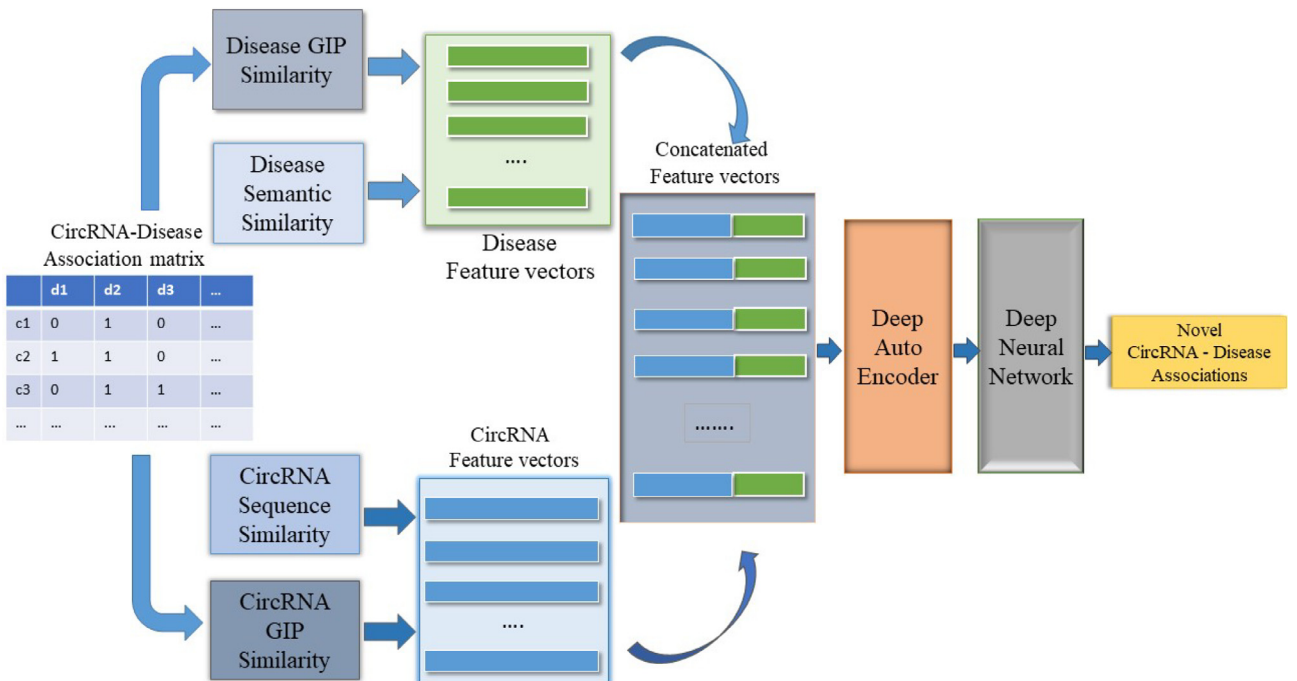 Disease GIP
Similarity
Disease
Semantic
Similarity
....
Disease
Feature vectors
CircRNA-Disease
Association matrix
d1 d2 d3 ...
c1 0 1 0 ...
c2 1 1 0 ...
c3 0 1 1 ...
... ... ... ... ...
CircRNA
Sequence
Similarity
CircRNA
GIP
Similarity
CircRNA
Feature vectors
....
Concatenated
Feature vectors
.......
Deep
Auto
Encoder
Deep
Neural
Network
Novel
CircRNA - Disease
Associations